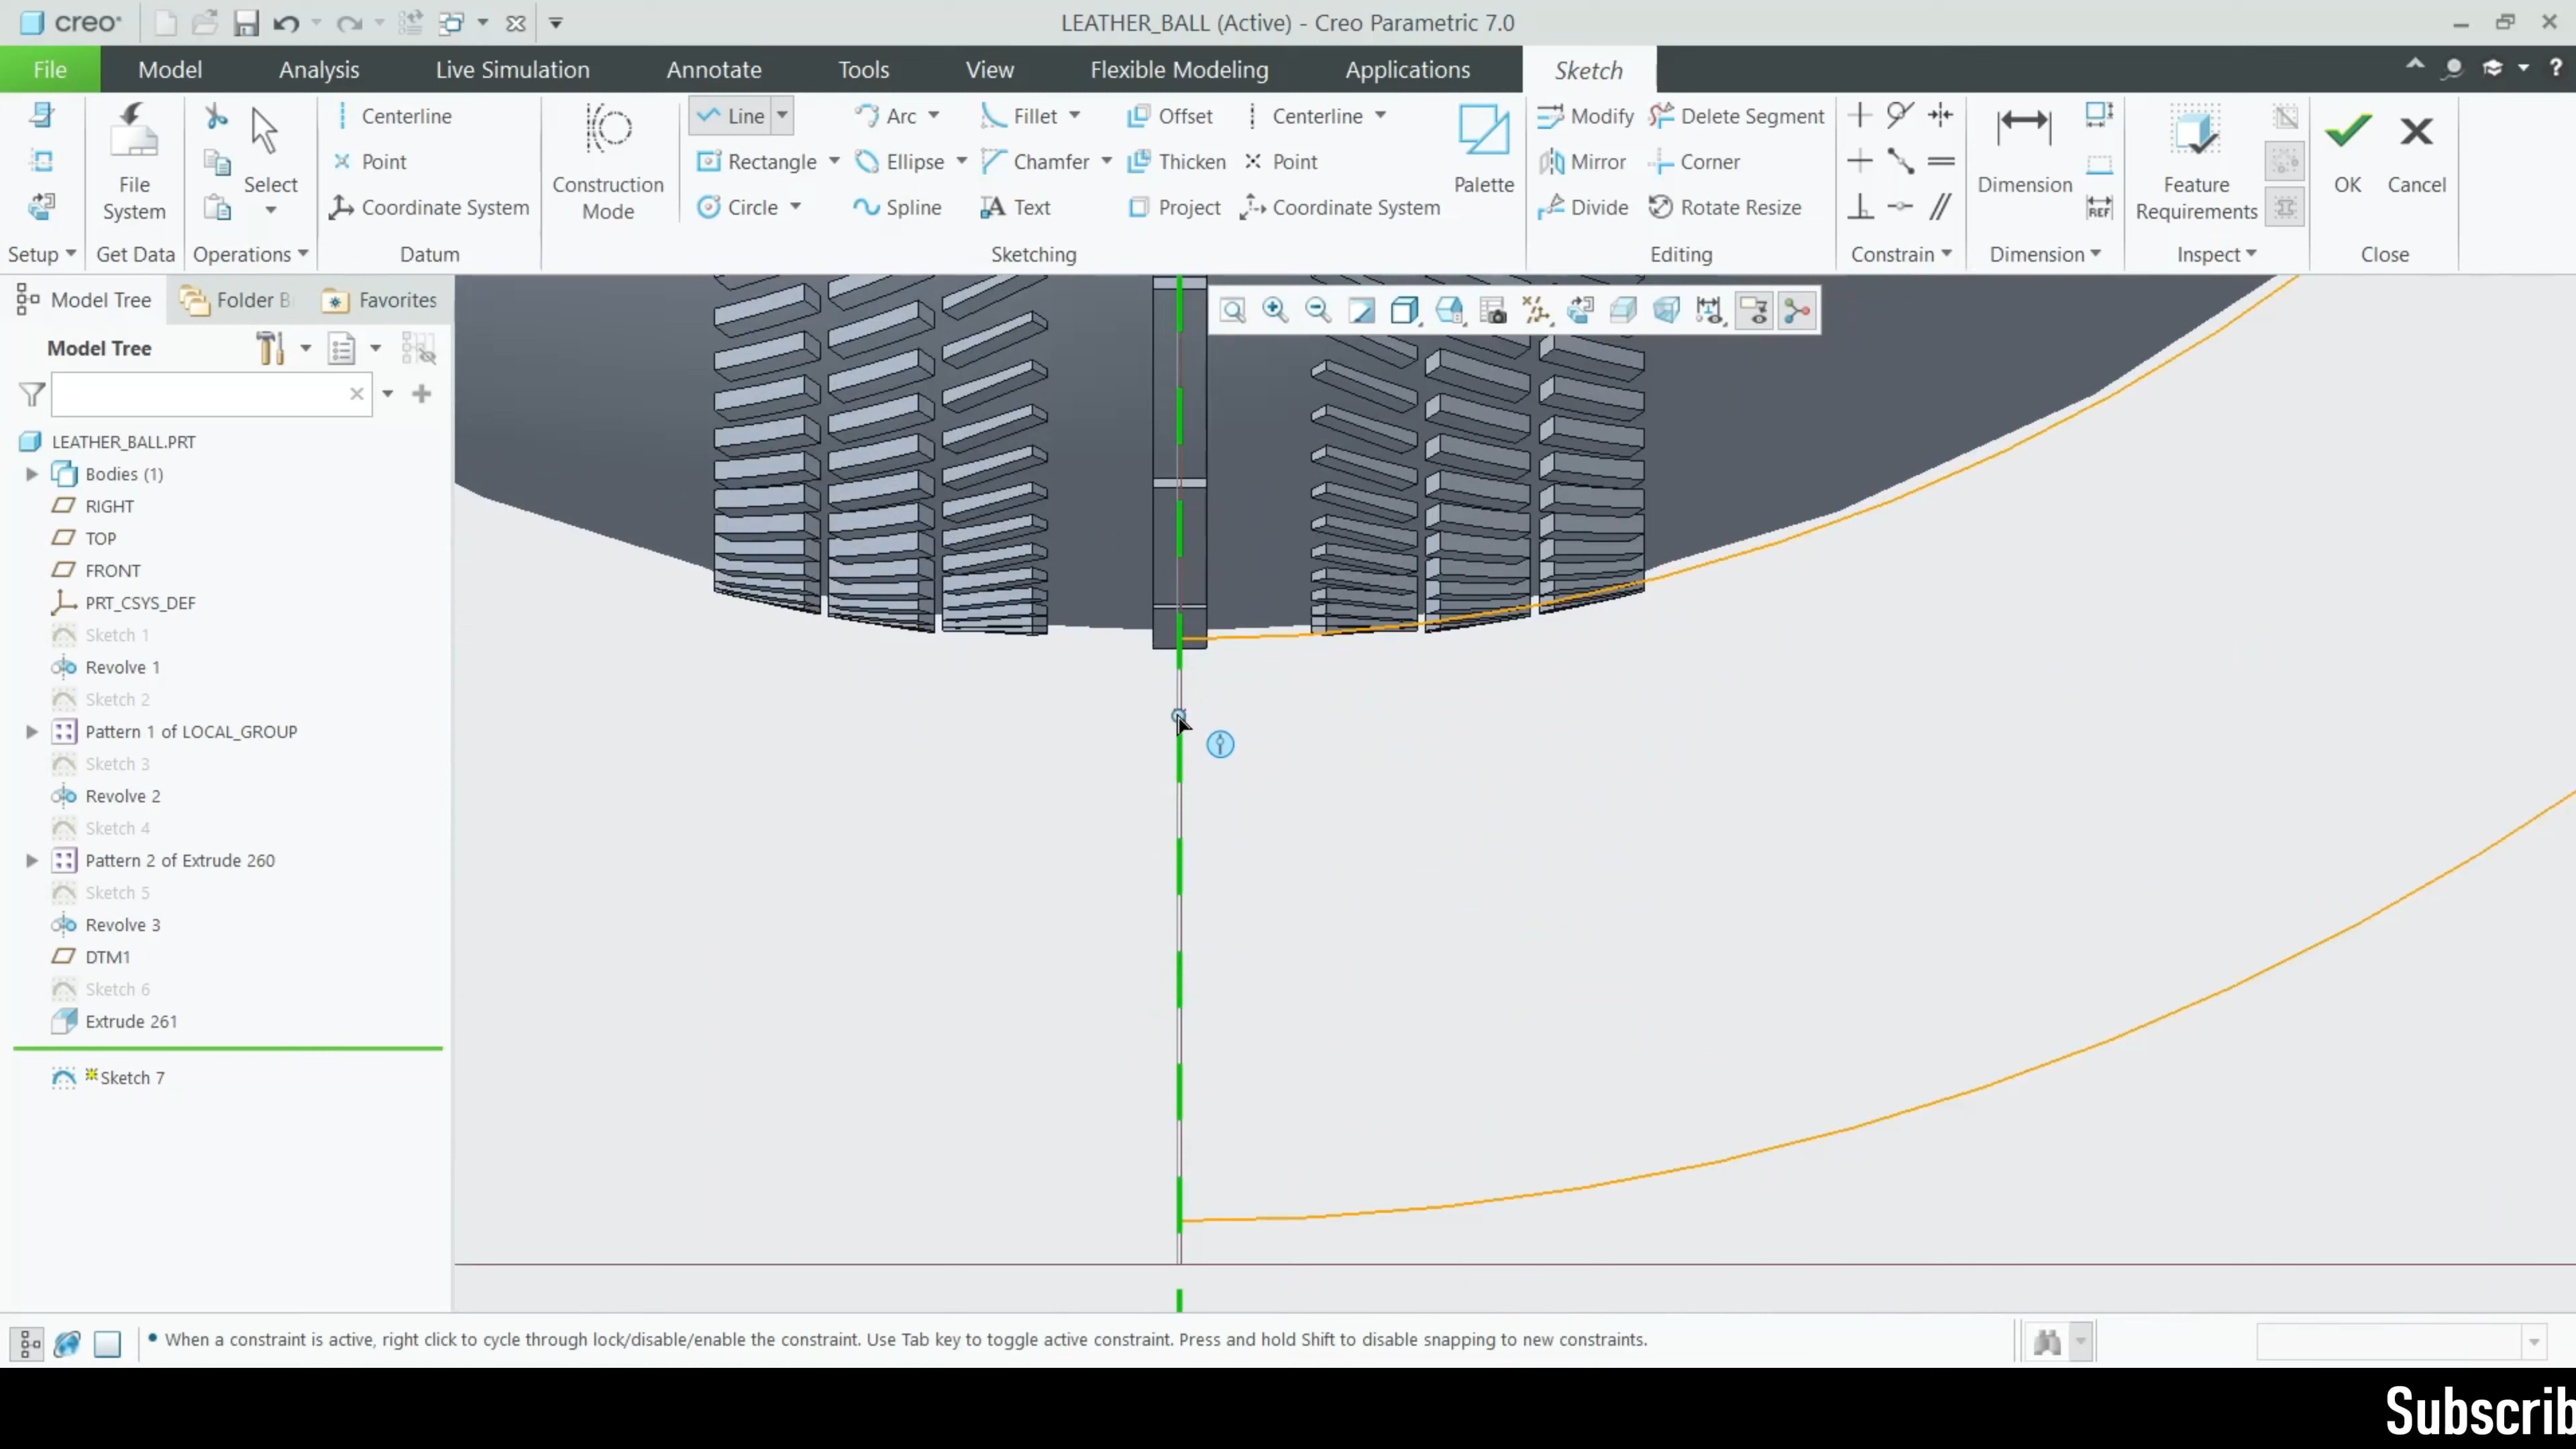 creo
LEATHER_BALL (Active) - Creo Parametric 7.0
File Model Analysis Live Simulation Annotate Tools View Flexible Modeling Applications Sketch
Centerline Line Arc Fillet Offset Centerline Modify Delete Segment
Point Rectangle Ellipse Chamfer Thicken Point Mirror Corner
Coordinate System Circle Spline Text Project Coordinate System Divide Rotate Resize
File System Select Construction Mode Palette Dimension REF Feature Requirements OK Cancel
Setup Get Data Operations Datum Sketching Editing Constrain Dimension Inspect Close
Model Tree Folder B Favorites
Model Tree
LEATHER_BALL.PRT
Bodies (1)
RIGHT
TOP
FRONT
PRT_CSYS_DEF
Sketch 1
Revolve 1
Sketch 2
Pattern 1 of LOCAL_GROUP
Sketch 3
Revolve 2
Sketch 4
Pattern 2 of Extrude 260
Sketch 5
Revolve 3
DTM1
Sketch 6
Extrude 261
Sketch 7
When a constraint is active, right click to cycle through lock/disable/enable the constraint. Use Tab key to toggle active constraint. Press and hold Shift to disable snapping to new constraints.
Subscrib